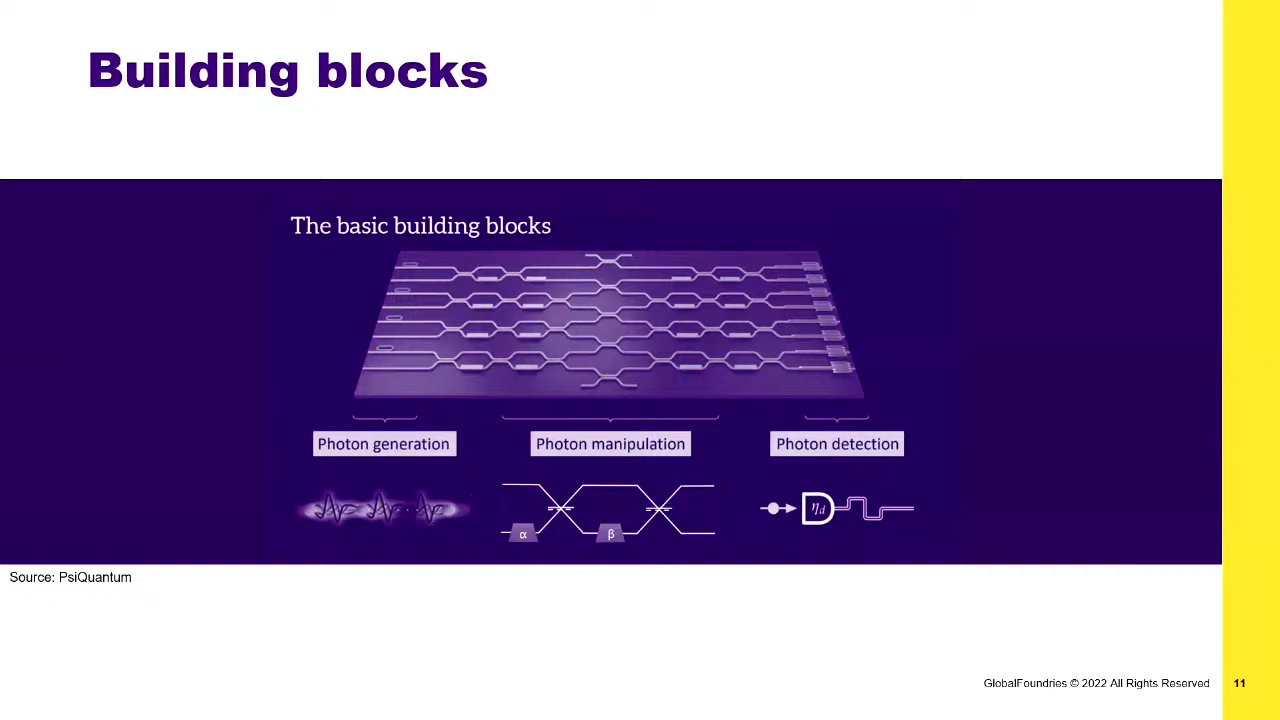 Building blocks
The basic building blocks
Photon generation
Photon manipulation
Photon detection
α
β
ηd
Source: PsiQuantum
GlobalFoundries © 2022 All Rights Reserved
11